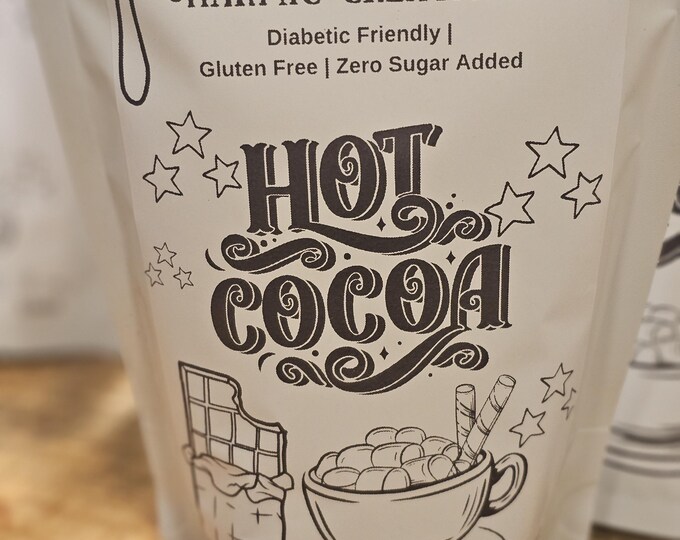 Diabetic Friendly |
Gluten Free | Zero Sugar Added
HOT
COCOA